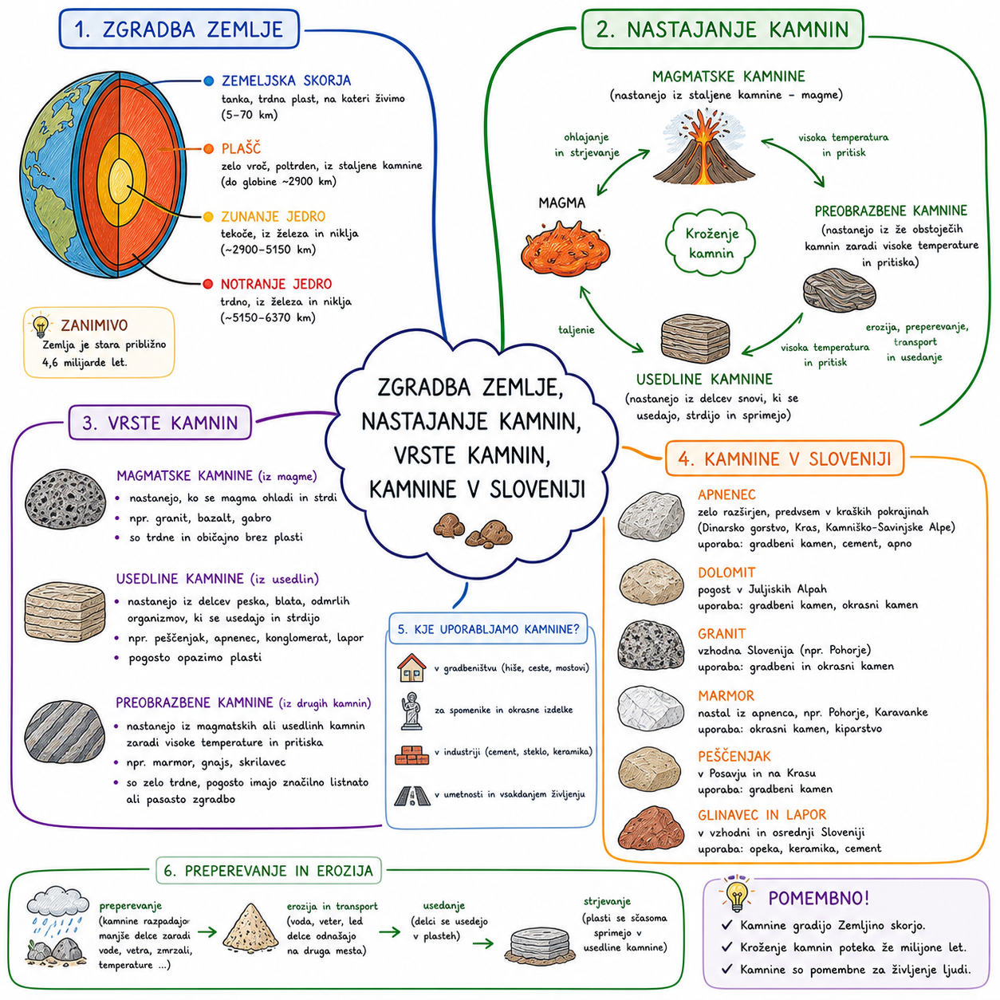 1. ZGRADBA ZEMLJE
ZEMELJSKA SKORJA
tanka, trdna plast, na kateri živimo
(5–70 km)
PLAŠČ
zelo vroč, poltrden, iz staljene kamnine
(do globine ~2900 km)
ZUNANJE JEDRO
tekoče, iz železa in niklja
(~2900–5150 km)
NOTRANJE JEDRO
trdno, iz železa in niklja
(~5150–6370 km)
ZANIMIVO
Zemlja je stara približno
4,6 milijarde let.
2. NASTAJANJE KAMNIN
MAGMATSKE KAMNINE
(nastanejo iz staljene kamnine – magme)
ohlajanje
in strjevanje
visoka temperatura
in pritisk
MAGMA
Kroženje
kamnin
PREOBRAZBENE KAMNINE
(nastanejo iz že obstoječih
kamnin zaradi visoke temperature
in pritiska)
taljenje
visoka temperatura
in pritisk
erozija, preperevanje,
transport
in usedanje
USEDLINE KAMNINE
(nastanejo iz delcev snovi, ki se
usedajo, strdijo in sprimejo)
ZGRADBA ZEMLJE,
NASTAJANJE KAMNIN,
VRSTE KAMNIN,
KAMNINE V SLOVENIJI
3. VRSTE KAMNIN
MAGMATSKE KAMNINE (iz magme)
• nastanejo, ko se magma ohladi in strdi
• npr. granit, bazalt, gabro
• so trdne in običajno brez plasti
USEDLINE KAMNINE (iz usedlin)
• nastanejo iz delcev peska, blata, odmrlih
organizmov, ki se usedajo in strdijo
• npr. peščenjak, apnenec, konglomerat, lapor
• pogosto opazimo plasti
PREOBRAZBENE KAMNINE (iz drugih kamnin)
• nastanejo iz magmatskih ali usedlinh kamnin
zaradi visoke temperature in pritiska
• npr. marmor, gnajs, skrilavec
• so zelo trdne, pogosto imajo značilno listnato
ali pasasto zgradbo
4. KAMNINE V SLOVENIJI
APNENEC
zelo razširjen, predvsem v kraških pokrajinah
(Dinarsko gorstvo, Kras, Kamniško-Savinjske Alpe)
uporaba: gradbeni kamen, cement, apno
DOLOMIT
pogost v Juljiskih Alpah
uporaba: gradbeni kamen, okrasni kamen
GRANIT
vzhodna Slovenija (npr. Pohorje)
uporaba: gradbeni in okrasni kamen
MARMOR
nastal iz apnenca, npr. Pohorje, Karavanke
uporaba: okrasni kamen, kiparstvo
PEŠČENJAK
v Posavju in na Krasu
uporaba: gradbeni kamen
GLINAVEC IN LAPOR
v vzhodni in osrednji Sloveniji
uporaba: opeka, keramika, cement
5. KJE UPORABLJAMO KAMNINE?
v gradbeništvu (hiše, ceste, mostovi)
za spomenike in okrasne izdelke
v industriji (cement, steklo, keramika)
v umetnosti in vsakdanjem življenju
6. PREPEREVANJE IN EROZIJA
preperevanje
(kamnine razpadajo
manjše delce zaradi
vode, vetra, zmrzali,
temperature ...)
erozija in transport
(voda, veter, led
delce odnašajo
na druga mesta)
usedanje
(delci se usedejo
v plasteh)
strjevanje
(plasti se sčasoma
sprimejo v
usedline kamnine)
POMEMBNO!
✓ Kamnine gradijo Zemljino skorjo.
✓ Kroženje kamnin poteka že milijone let.
✓ Kamnine so pomembne za življenje ljudi.